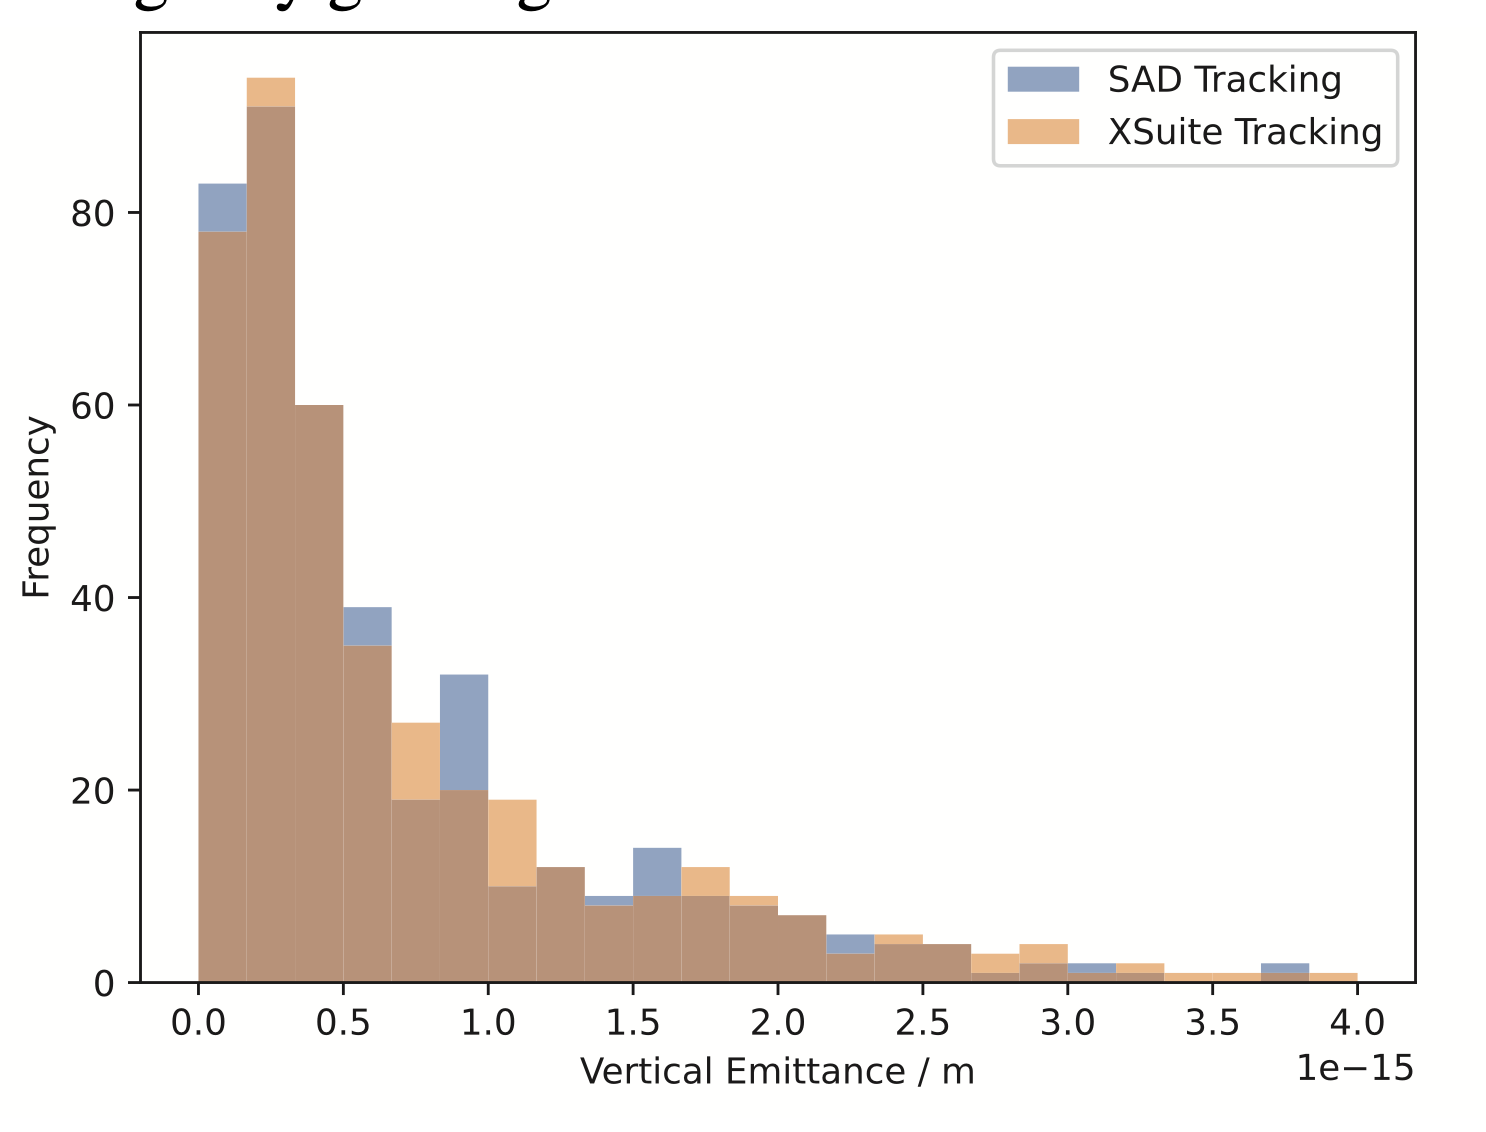 SAD Tracking
XSuite Tracking
80
60
40
20
0
Frequency
0.0 0.5 1.0 1.5 2.0 2.5 3.0 3.5 4.0
1e−15
Vertical Emittance / m